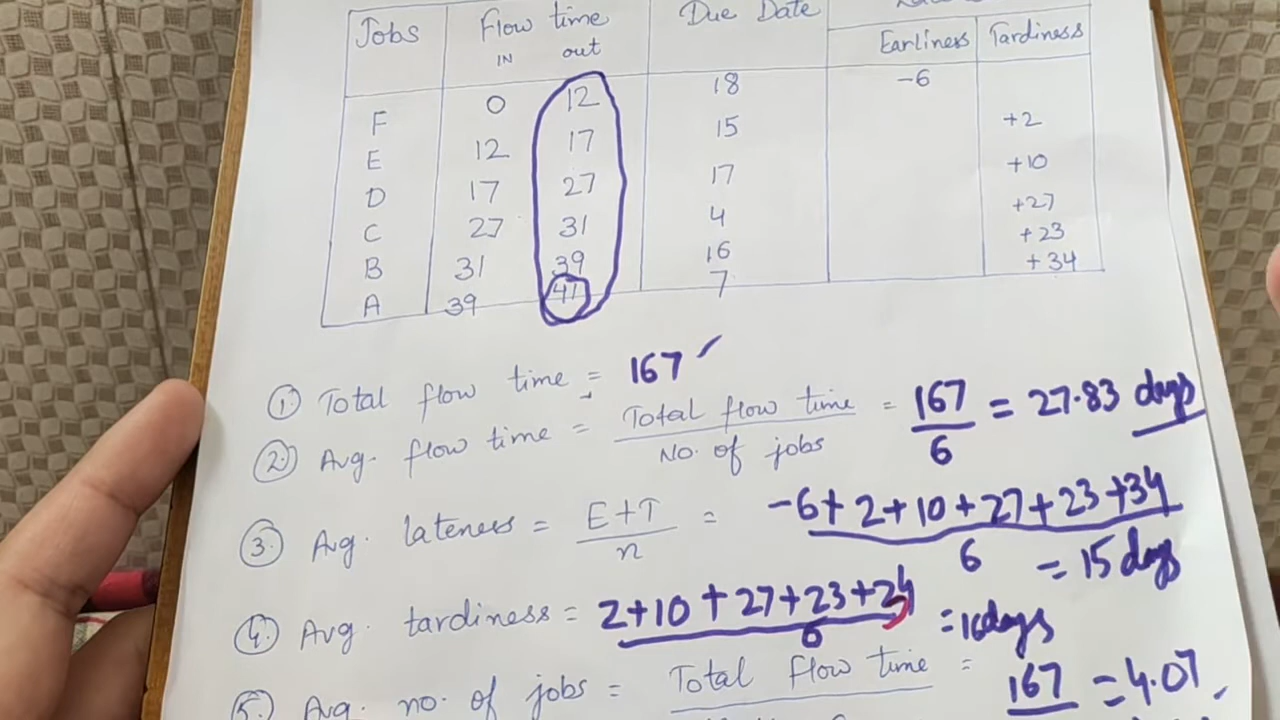 Jobs Flow time Due Date
IN out Earliness Tardiness
F 0 12 18 -6
E 12 17 15 +2
D 17 27 17 +10
C 27 31 4 +27
B 31 39 16 +23
A 39 41 7 +34
① Total flow time = 167 ✓
② Avg. flow time = Total flow time / No. of jobs = 167/6 = 27.83 days
③ Avg. lateness = E+T / n = -6+2+10+27+23+34 / 6 = 15 days
④ Avg. tardiness = 2+10+27+23+34 / 6 = 16days
⑤ Avg. no. of jobs = Total flow time = 167 = 4.07